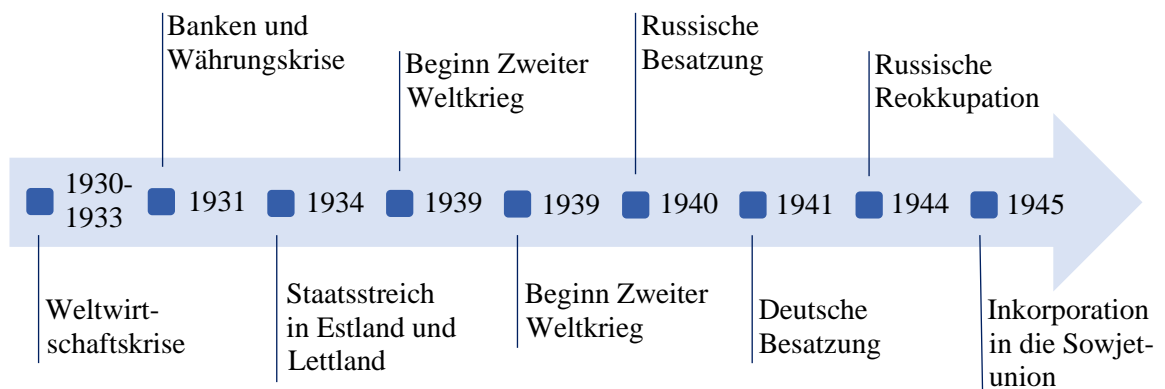 Banken und
Währungskrise
Beginn Zweiter
Weltkrieg
Russische
Besatzung
Russische
Reokkupation
1930-
1933
1931
1934
1939
1939
1940
1941
1944
1945
Weltwirt-
schaftskrise
Staatsstreich
in Estland und
Lettland
Beginn Zweiter
Weltkrieg
Deutsche
Besatzung
Inkorporation
in die Sowjet-
union